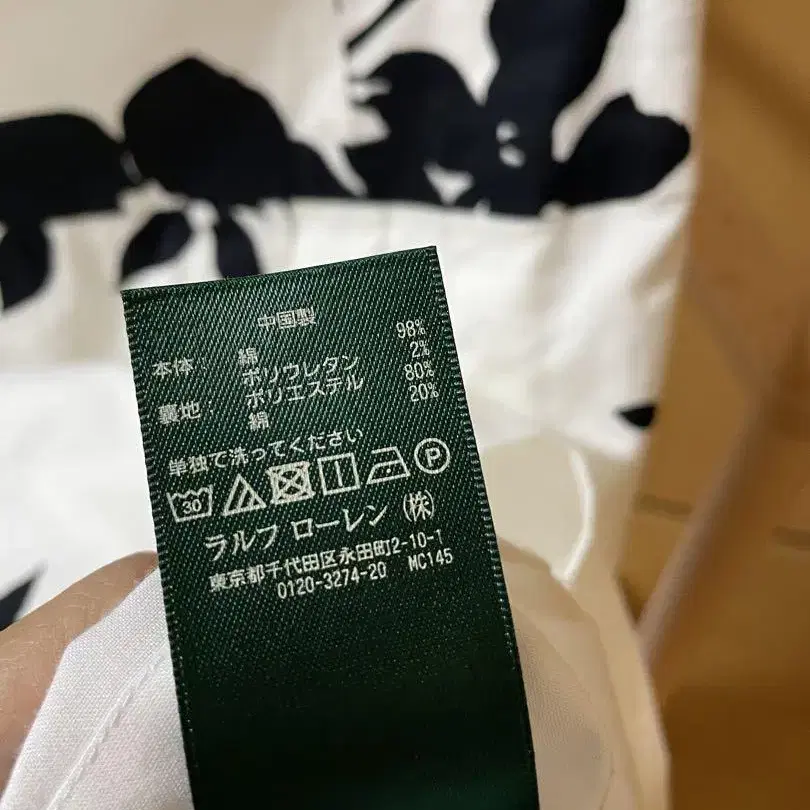 中国製
本体: 綿 98%
ポリウレタン 2%
裏地: ポリエステル 80%
綿 20%
単独で洗ってください
30 P
ラルフ ローレン (株)
東京都千代田区永田町2-10-1
0120-3274-20 MC145